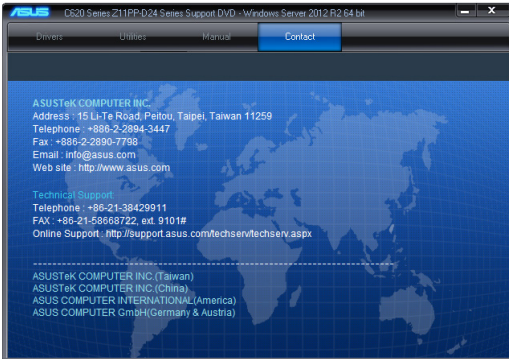 ASUS C620 Series Z11PP-D24 Series Support DVD - Windows Server 2012 R2 64 bit
Drivers Utilities Manual Contact
ASUSTeK COMPUTER INC.
Address : 15 Li-Te Road, Peitou, Taipei, Taiwan 11259
Telephone : +886-2-2894-3447
Fax : +886-2-2890-7798
Email : info@asus.com
Web site : http://www.asus.com
Technical Support
Telephone : +86-21-38429911
FAX : +86-21-58668722, ext. 9101#
Online Support : http://support.asus.com/techserv/techserv.aspx
ASUSTeK COMPUTER INC.(Taiwan)
ASUSTeK COMPUTER INC.(China)
ASUS COMPUTER INTERNATIONAL(America)
ASUS COMPUTER GmbH(Germany & Austria)